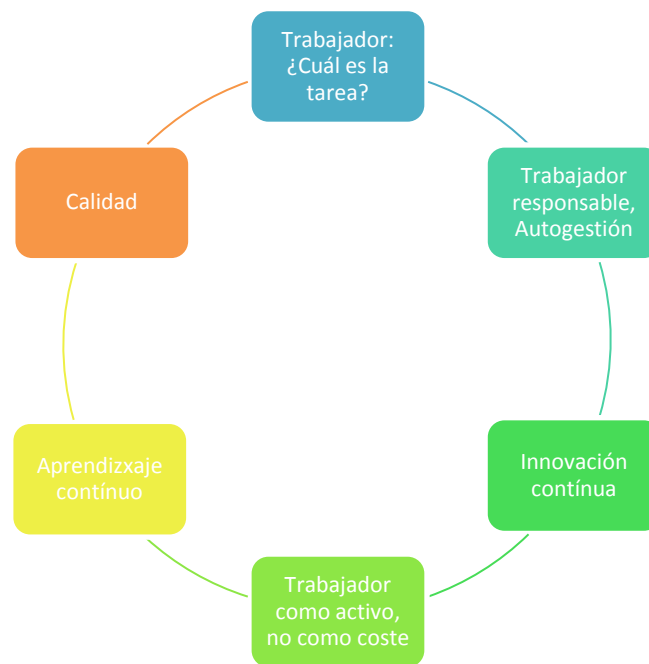 Trabajador:
¿Cuál es la
tarea?
Trabajador
responsable,
Autogestión
Innovación
contínua
Trabajador
como activo,
no como coste
Aprendizxaje
contínuo
Calidad